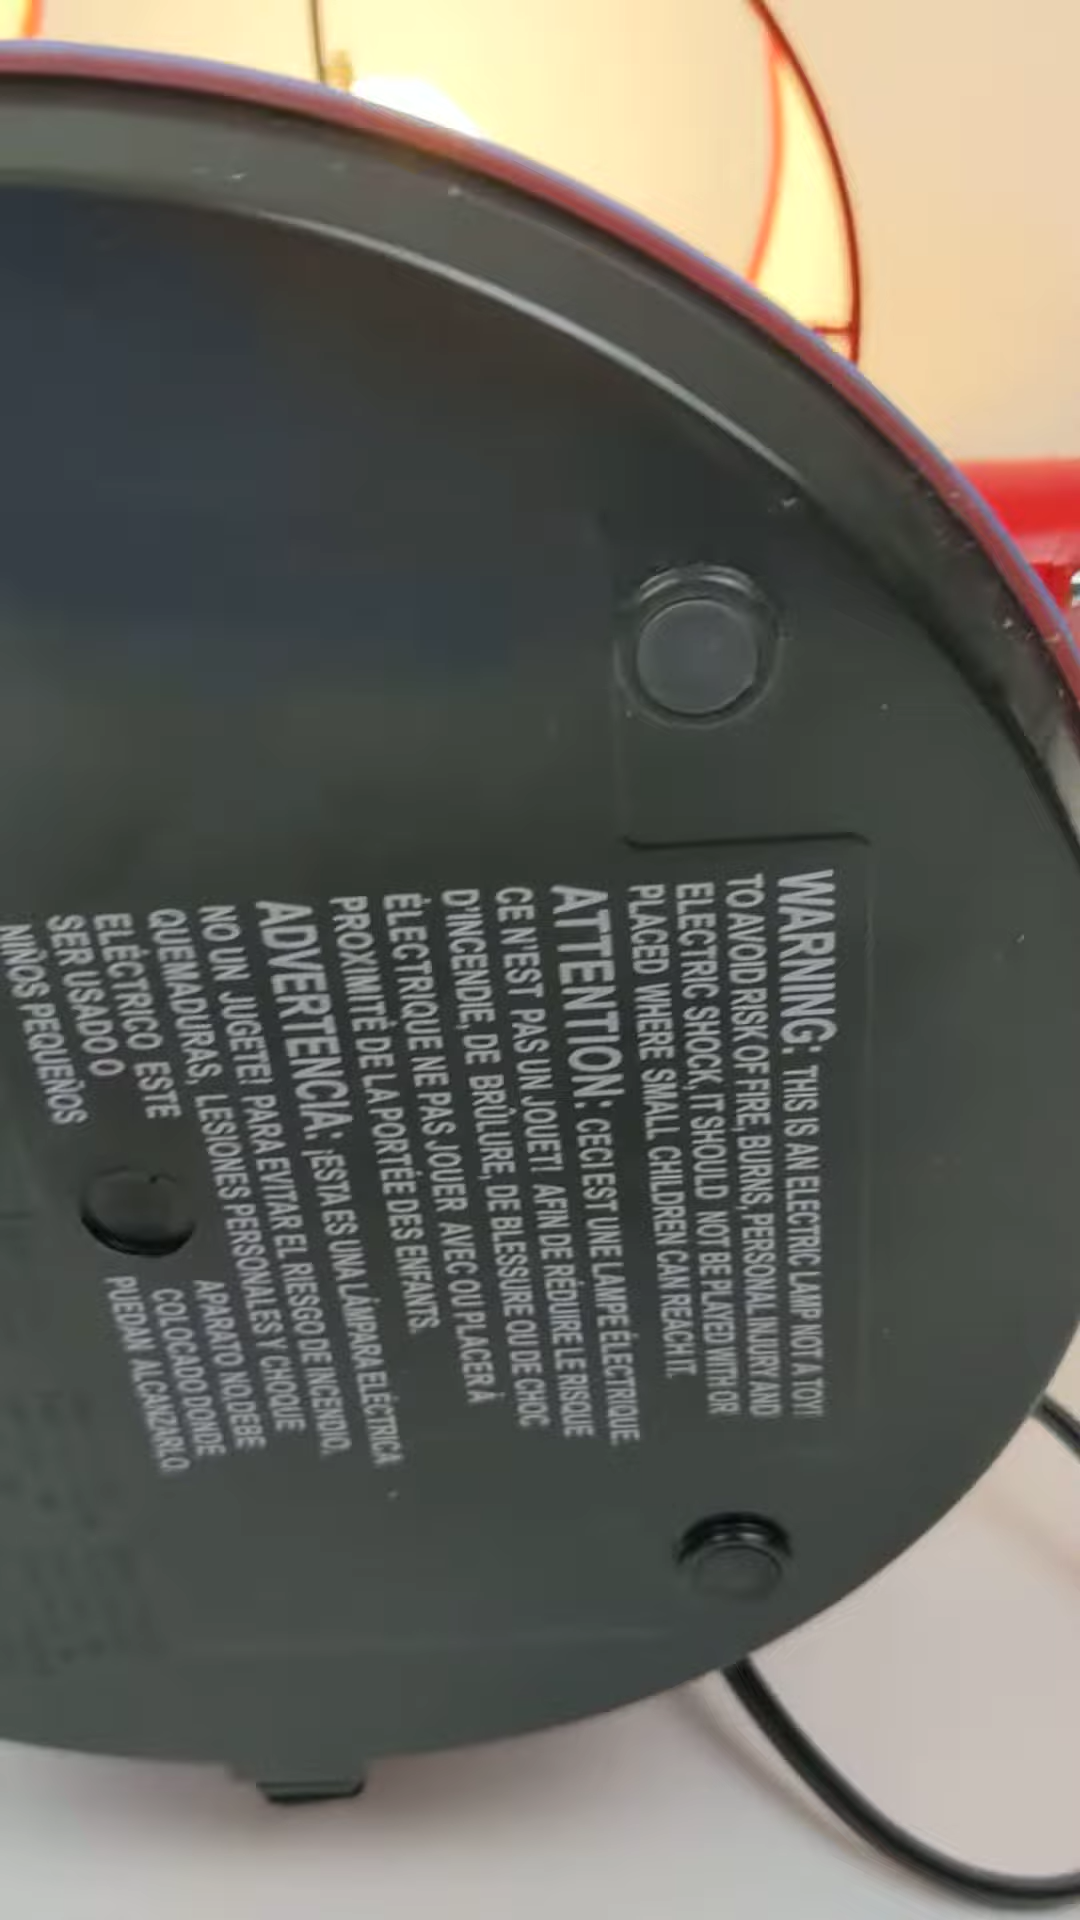 WARNING: THIS IS AN ELECTRIC LAMP NOT A TOY!
TO AVOID RISK OF FIRE, BURNS, PERSONAL INJURY AND
ELECTRIC SHOCK, IT SHOULD NOT BE PLAYED WITH OR
PLACED WHERE SMALL CHILDREN CAN REACH IT.
ATTENTION: CECI EST UNE LAMPE ÉLECTRIQUE
CE N'EST PAS UN JOUET! AFIN DE RÉDUIRE LE RISQUE
D'INCENDIE, DE BRÛLURE, DE BLESSURE OU DE CHOC
ÉLECTRIQUE NE PAS JOUER AVEC OU PLACER À
PROXIMITÉ DE LA PORTÉE DES ENFANTS.
ADVERTENCIA: ¡ESTA ES UNA LÁMPARA ELÉCTRICA
NO UN JUGETE! PARA EVITAR EL RIESGO DE INCENDIO,
QUEMADURAS, LESIONES PERSONALES Y CHOQUE
ELÉCTRICO ESTE APARATO NO DEBE
SER USADO O COLOCADO DONDE
NIÑOS PEQUEÑOS PUEDAN ALCANZARLO